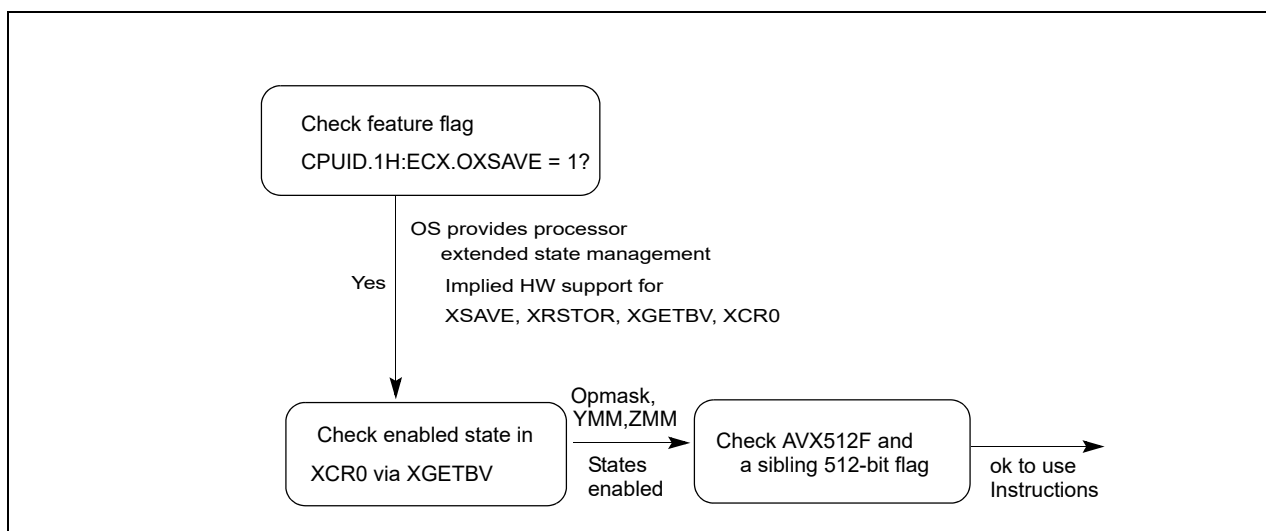 Check feature flag
CPUID.1H:ECX.OXSAVE = 1?
OS provides processor
extended state management
Yes
Implied HW support for
XSAVE, XRSTOR, XGETBV, XCR0
Check enabled state in
XCR0 via XGETBV
Opmask,
YMM,ZMM
States
enabled
Check AVX512F and
a sibling 512-bit flag
ok to use
Instructions